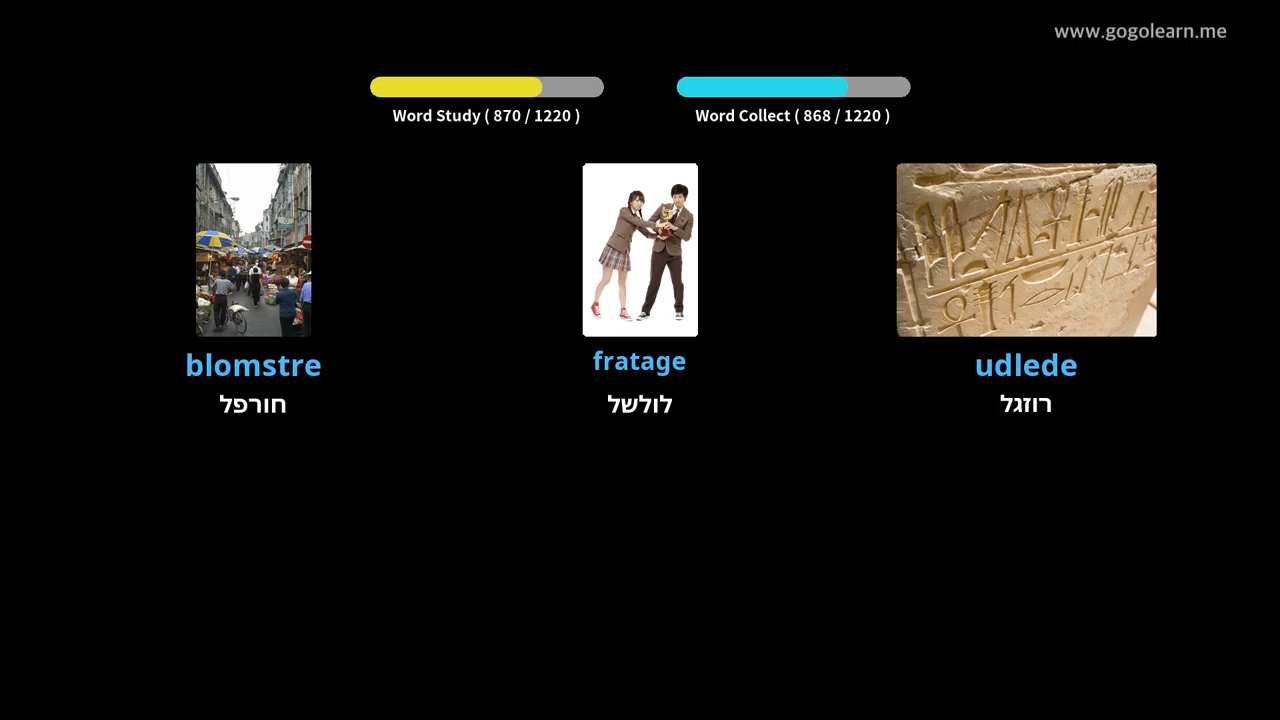 www.gogolearn.me
Word Study ( 870 / 1220 )
Word Collect ( 868 / 1220 )
blomstre
חורפל
fratage
לולשל
udlede
רוזגל